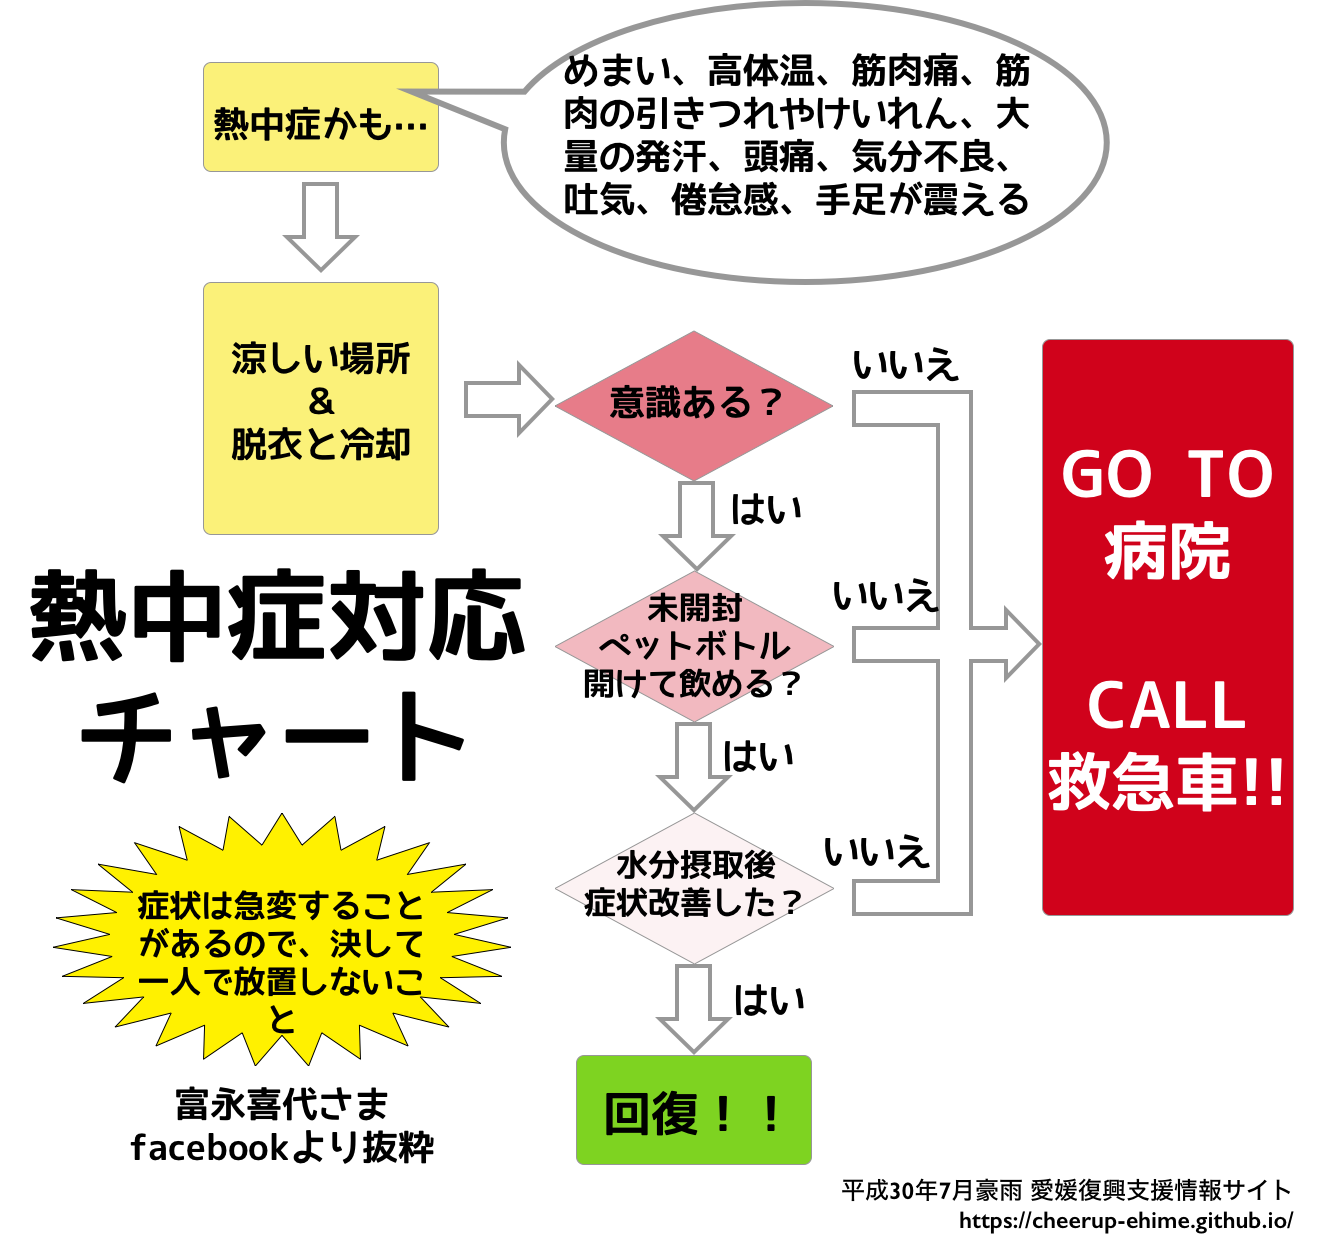 熱中症かも…
めまい、高体温、筋肉痛、筋
肉の引きつれやけいれん、大
量の発汗、頭痛、気分不良、
吐気、倦怠感、手足が震える
涼しい場所
&
脱衣と冷却
意識ある？
いいえ
はい
未開封
ペットボトル
開けて飲める？
いいえ
はい
水分摂取後
症状改善した？
いいえ
はい
回復！！
GO TO
病院
CALL
救急車!!
熱中症対応
チャート
症状は急変すること
があるので、決して
一人で放置しないこ
と
富永喜代さま
facebookより抜粋
平成30年7月豪雨 愛媛復興支援情報サイト
https://cheerup-ehime.github.io/